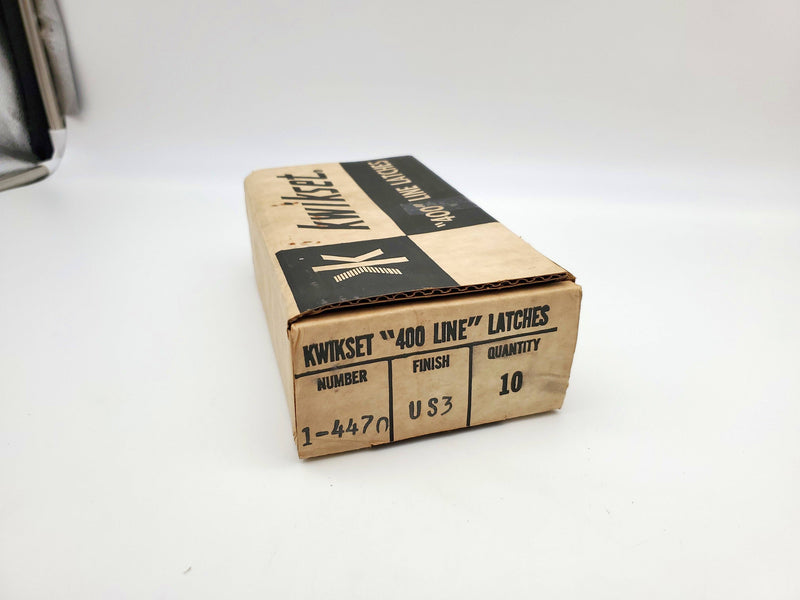 kwikset.
"400" LINE LATCHES
K
KWIKSET "400 LINE" LATCHES
NUMBER FINISH QUANTITY
1-4470 US3 10